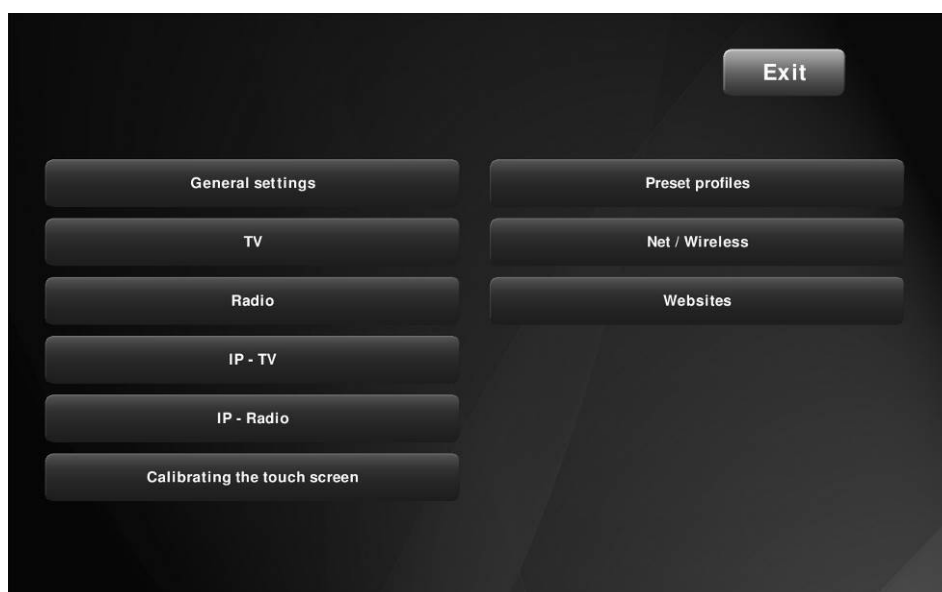 Exit
General settings
TV
Radio
IP - TV
IP - Radio
Calibrating the touch screen
Preset profiles
Net / Wireless
Websites